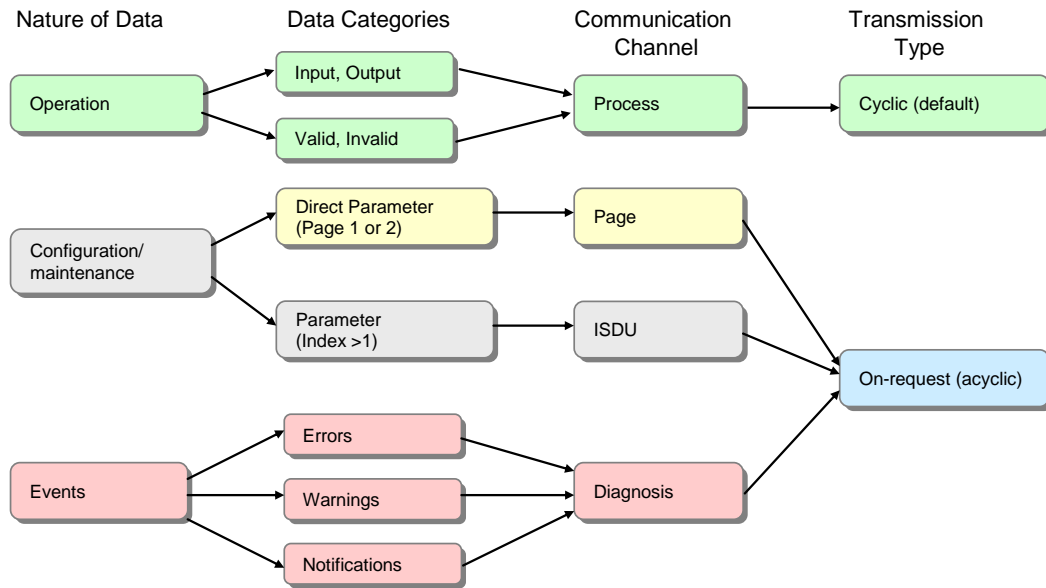 Nature of Data
Data Categories
Communication
Channel
Transmission
Type
Operation
Input, Output
Valid, Invalid
Process
Cyclic (default)
Configuration/
maintenance
Direct Parameter
(Page 1 or 2)
Page
Parameter
(Index >1)
ISDU
On-request (acyclic)
Events
Errors
Warnings
Notifications
Diagnosis